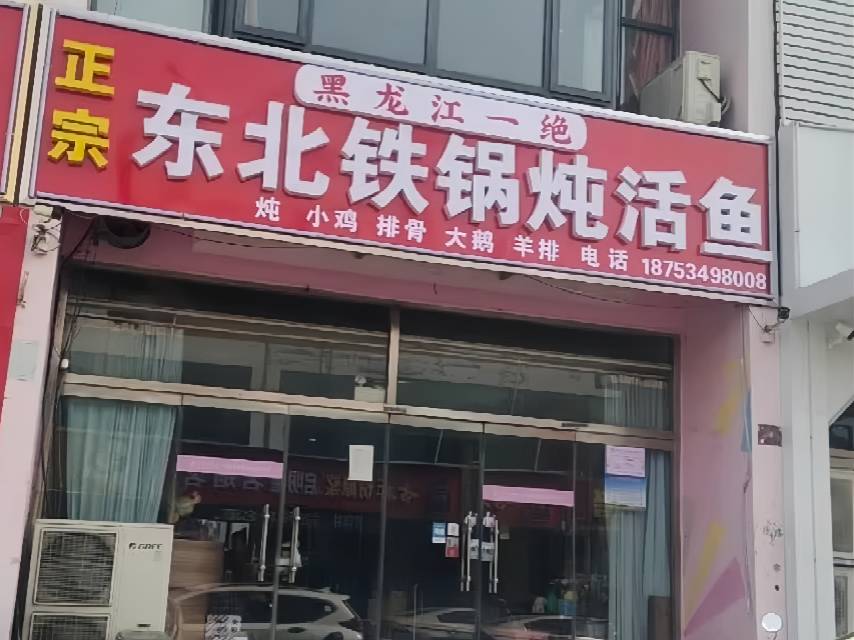 正宗
黑龙江一绝
东北铁锅炖活鱼
炖 小鸡 排骨 大鹅 羊排 电话 18753498008
GREE